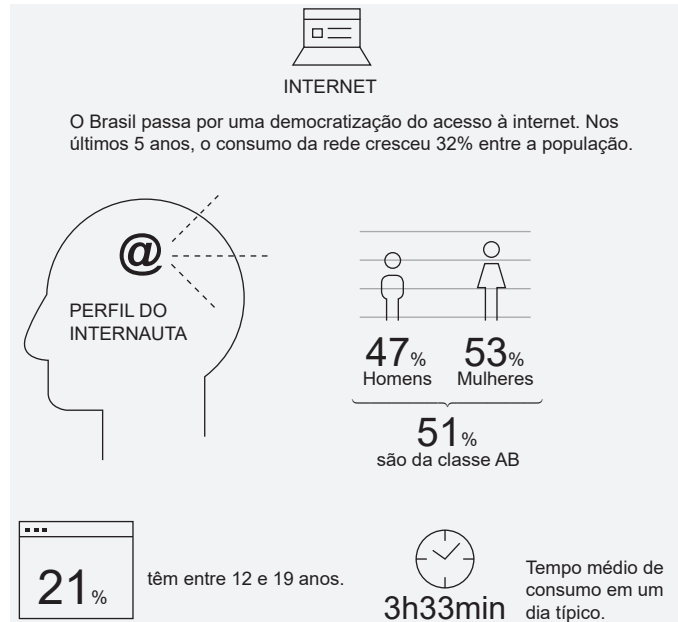 INTERNET
O Brasil passa por uma democratização do acesso à internet. Nos
últimos 5 anos, o consumo da rede cresceu 32% entre a população.
@
PERFIL DO
INTERNAUTA
47% 53%
Homens Mulheres
51%
são da classe AB
21%
têm entre 12 e 19 anos.
3h33min
Tempo médio de
consumo em um
dia típico.